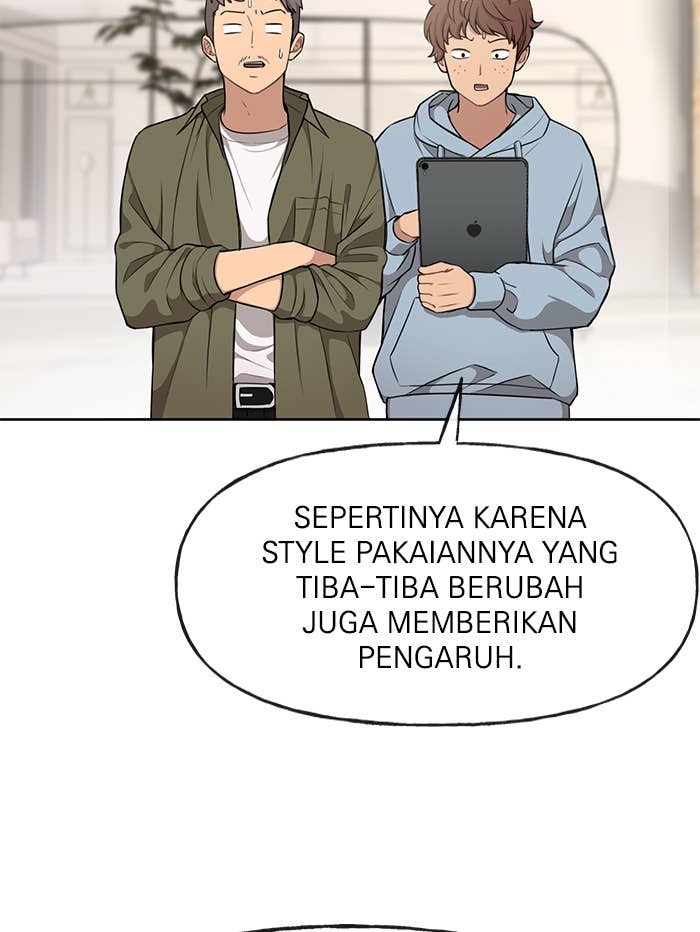 SEPERTINYA KARENA
STYLE PAKAIANNYA YANG
TIBA-TIBA BERUBAH
JUGA MEMBERIKAN
PENGARUH.